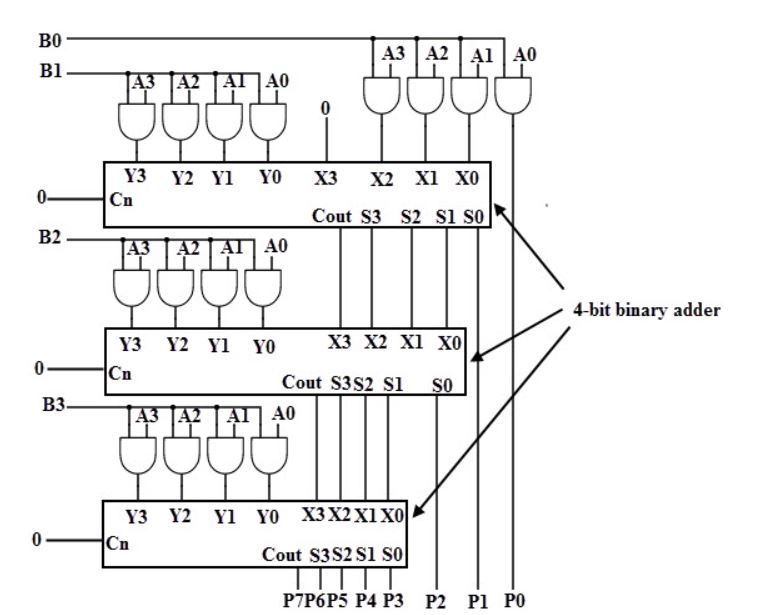 B0
A3 A2 A1 A0
B1
A3 A2 A1 A0
0
Y3 Y2 Y1 Y0 X3 X2 X1 X0
0 Cn
Cout S3 S2 S1 S0
B2
A3 A2 A1 A0
4-bit binary adder
Y3 Y2 Y1 Y0 X3 X2 X1 X0
0 Cn
Cout S3 S2 S1 S0
B3
A3 A2 A1 A0
Y3 Y2 Y1 Y0 X3 X2 X1 X0
0 Cn
Cout S3 S2 S1 S0
P7 P6 P5 P4 P3 P2 P1 P0